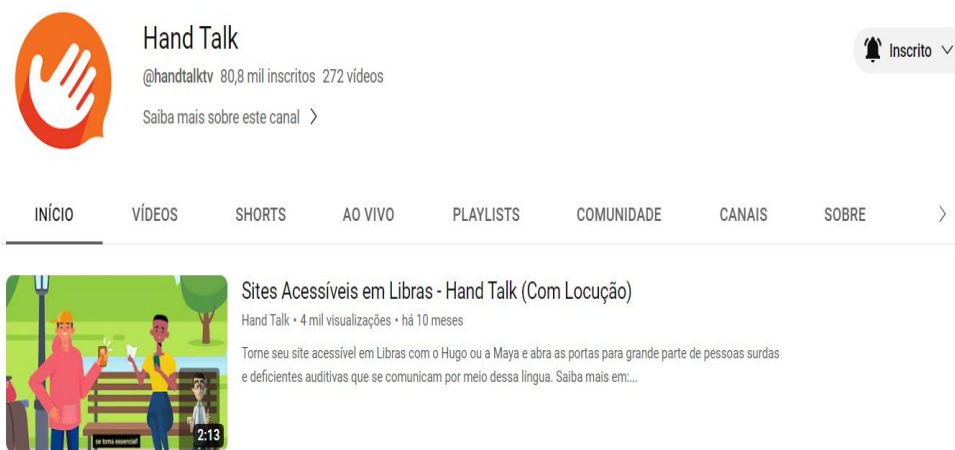 Hand Talk
@handtalktv 80,8 mil inscritos 272 vídeos
Saiba mais sobre este canal
Inscrito
INÍCIO VÍDEOS SHORTS AO VIVO PLAYLISTS COMUNIDADE CANAIS SOBRE
Sites Acessíveis em Libras - Hand Talk (Com Locução)
Hand Talk • 4 mil visualizações • há 10 meses
Torne seu site acessível em Libras com o Hugo ou a Maya e abra as portas para grande parte de pessoas surdas
e deficientes auditivas que se comunicam por meio dessa língua. Saiba mais em:...
se torna essencial!
2:13